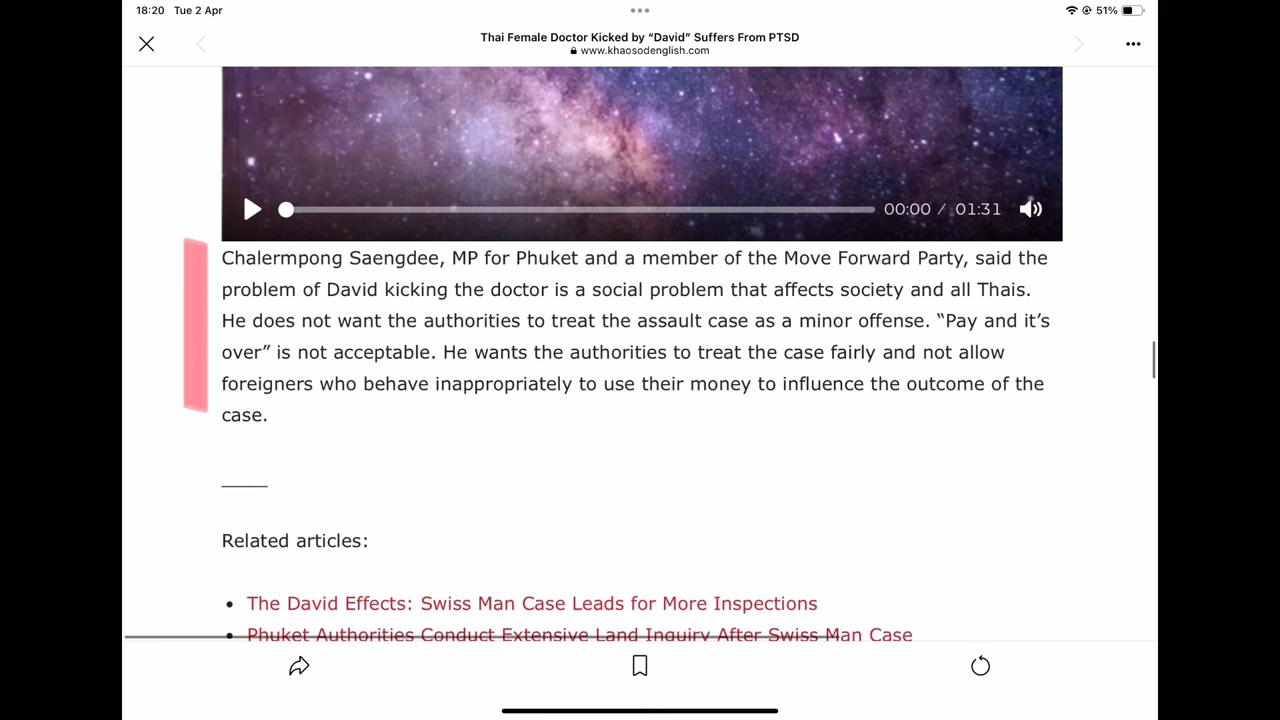 18:20 Tue 2 Apr
51%
Thai Female Doctor Kicked by “David” Suffers From PTSD
www.khaosodenglish.com
00:00 / 01:31
Chalermpong Saengdee, MP for Phuket and a member of the Move Forward Party, said the
problem of David kicking the doctor is a social problem that affects society and all Thais.
He does not want the authorities to treat the assault case as a minor offense. “Pay and it’s
over” is not acceptable. He wants the authorities to treat the case fairly and not allow
foreigners who behave inappropriately to use their money to influence the outcome of the
case.
Related articles:
The David Effects: Swiss Man Case Leads for More Inspections
Phuket Authorities Conduct Extensive Land Inquiry After Swiss Man Case